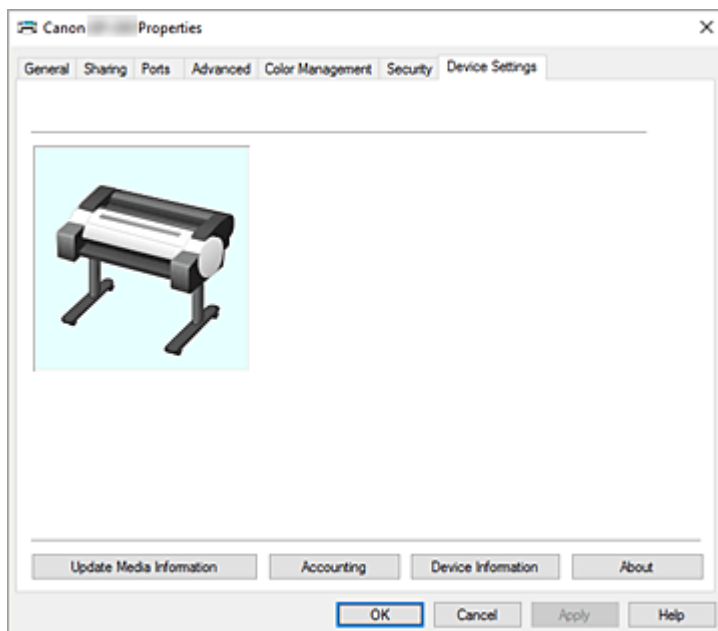 Canon Properties
General Sharing Ports Advanced Color Management Security Device Settings
Update Media Information Accounting Device Information About
OK Cancel Apply Help